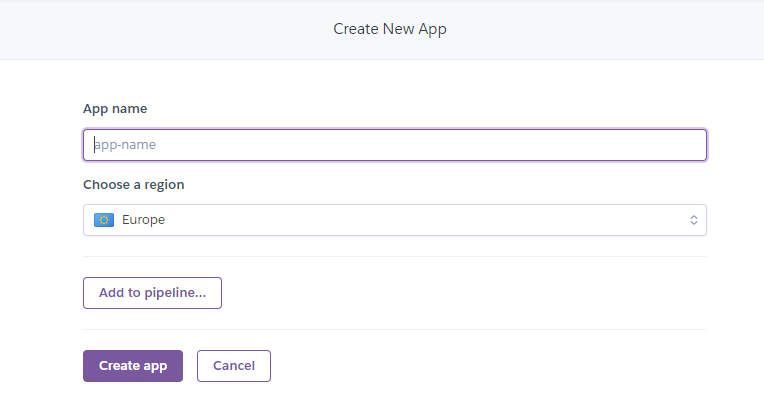 Create New App
App name
app-name
Choose a region
Europe
Add to pipeline...
Create app
Cancel